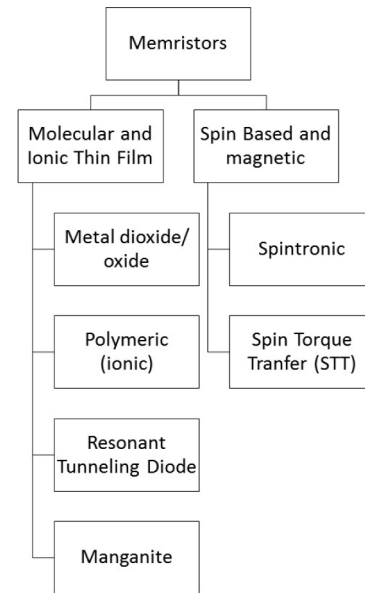 Memristors
Molecular and
Ionic Thin Film
Spin Based and
magnetic
Metal dioxide/
oxide
Spintronic
Polymeric
(ionic)
Spin Torque
Tranfer (STT)
Resonant
Tunneling Diode
Manganite